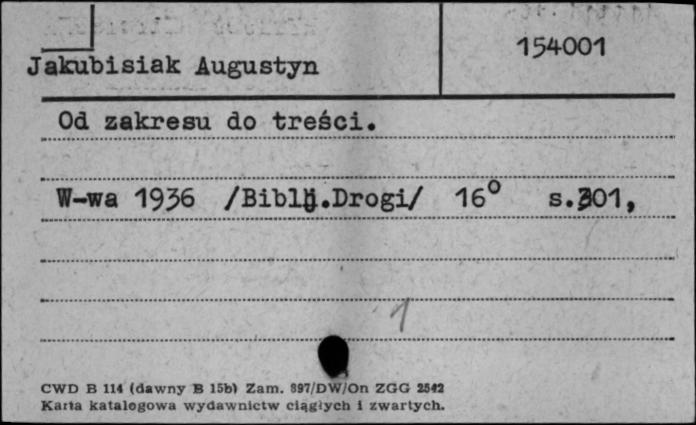 154001
Jakubisiak Augustyn
Od zakresu do treści.
W-wa 1936 /Bibl.Drogi/ 16° s.301,
1
CWD B 114 (dawny B 15b) Zam. 897/DW/On ZGG 2542
Karta katalogowa wydawnictw ciągłych i zwartych.